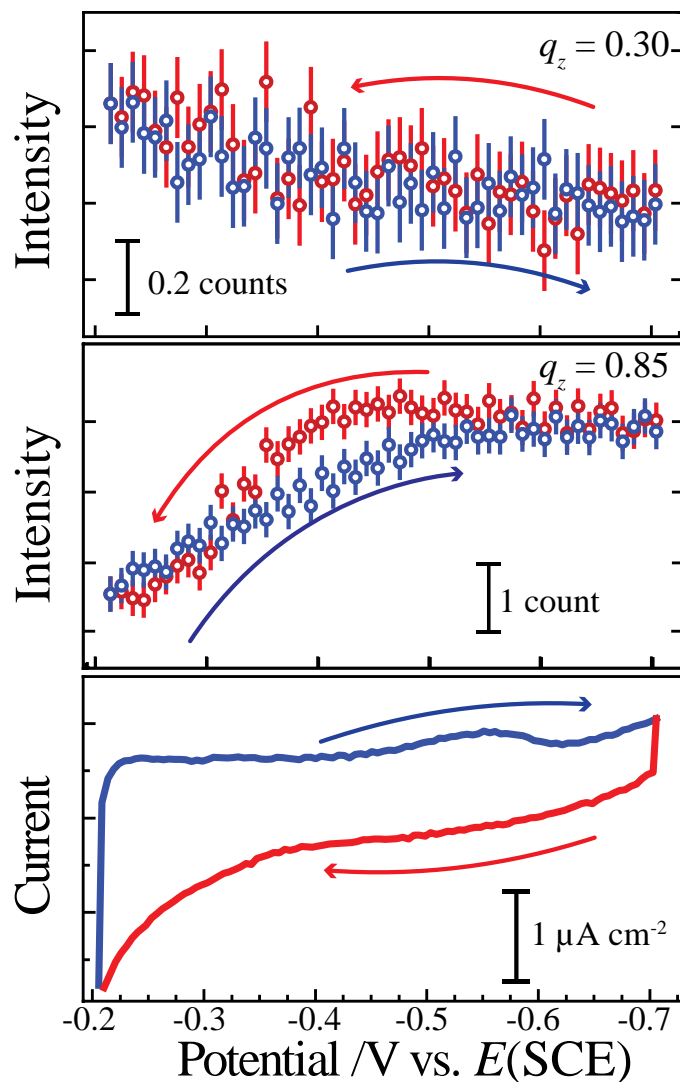 q_z = 0.30
Intensity
0.2 counts
q_z = 0.85
Intensity
1 count
Current
1 µA cm⁻²
-0.2 -0.3 -0.4 -0.5 -0.6 -0.7
Potential /V vs. E(SCE)